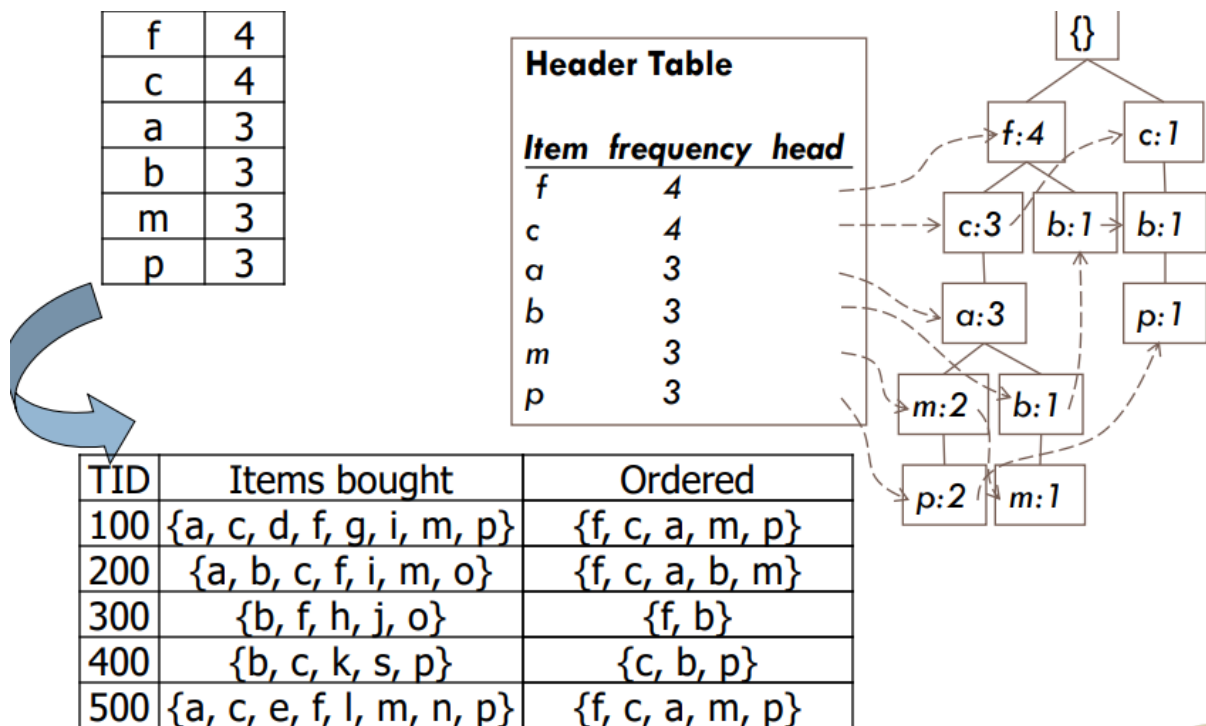 f 4
c 4
a 3
b 3
m 3
p 3
Header Table
Item frequency head
f 4
c 4
a 3
b 3
m 3
p 3
{}
f:4 c:1
c:3 b:1 b:1
a:3 p:1
m:2 b:1
p:2 m:1
TID Items bought Ordered
100 {a, c, d, f, g, i, m, p} {f, c, a, m, p}
200 {a, b, c, f, i, m, o} {f, c, a, b, m}
300 {b, f, h, j, o} {f, b}
400 {b, c, k, s, p} {c, b, p}
500 {a, c, e, f, l, m, n, p} {f, c, a, m, p}